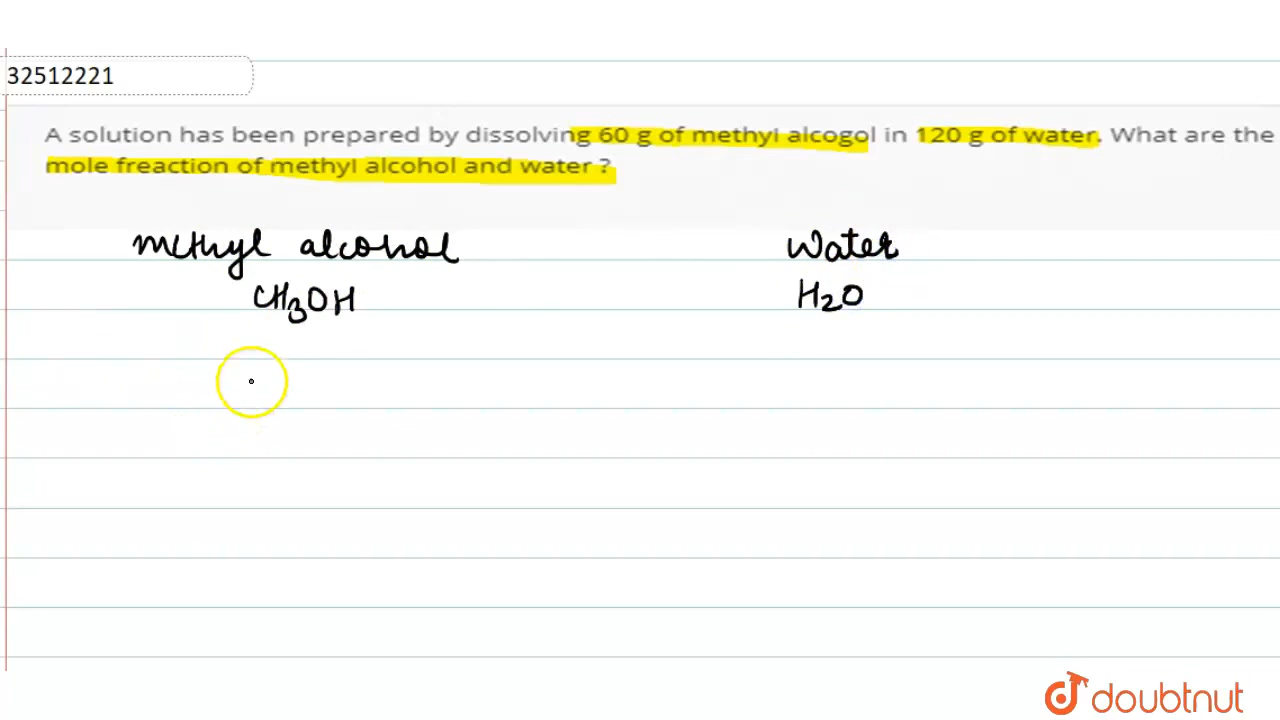 32512221
A solution has been prepared by dissolving 60 g of methyl alcogol in 120 g of water. What are the
mole freaction of methyl alcohol and water ?
methyl alcohol Water
CH3OH H2O
doubtnut